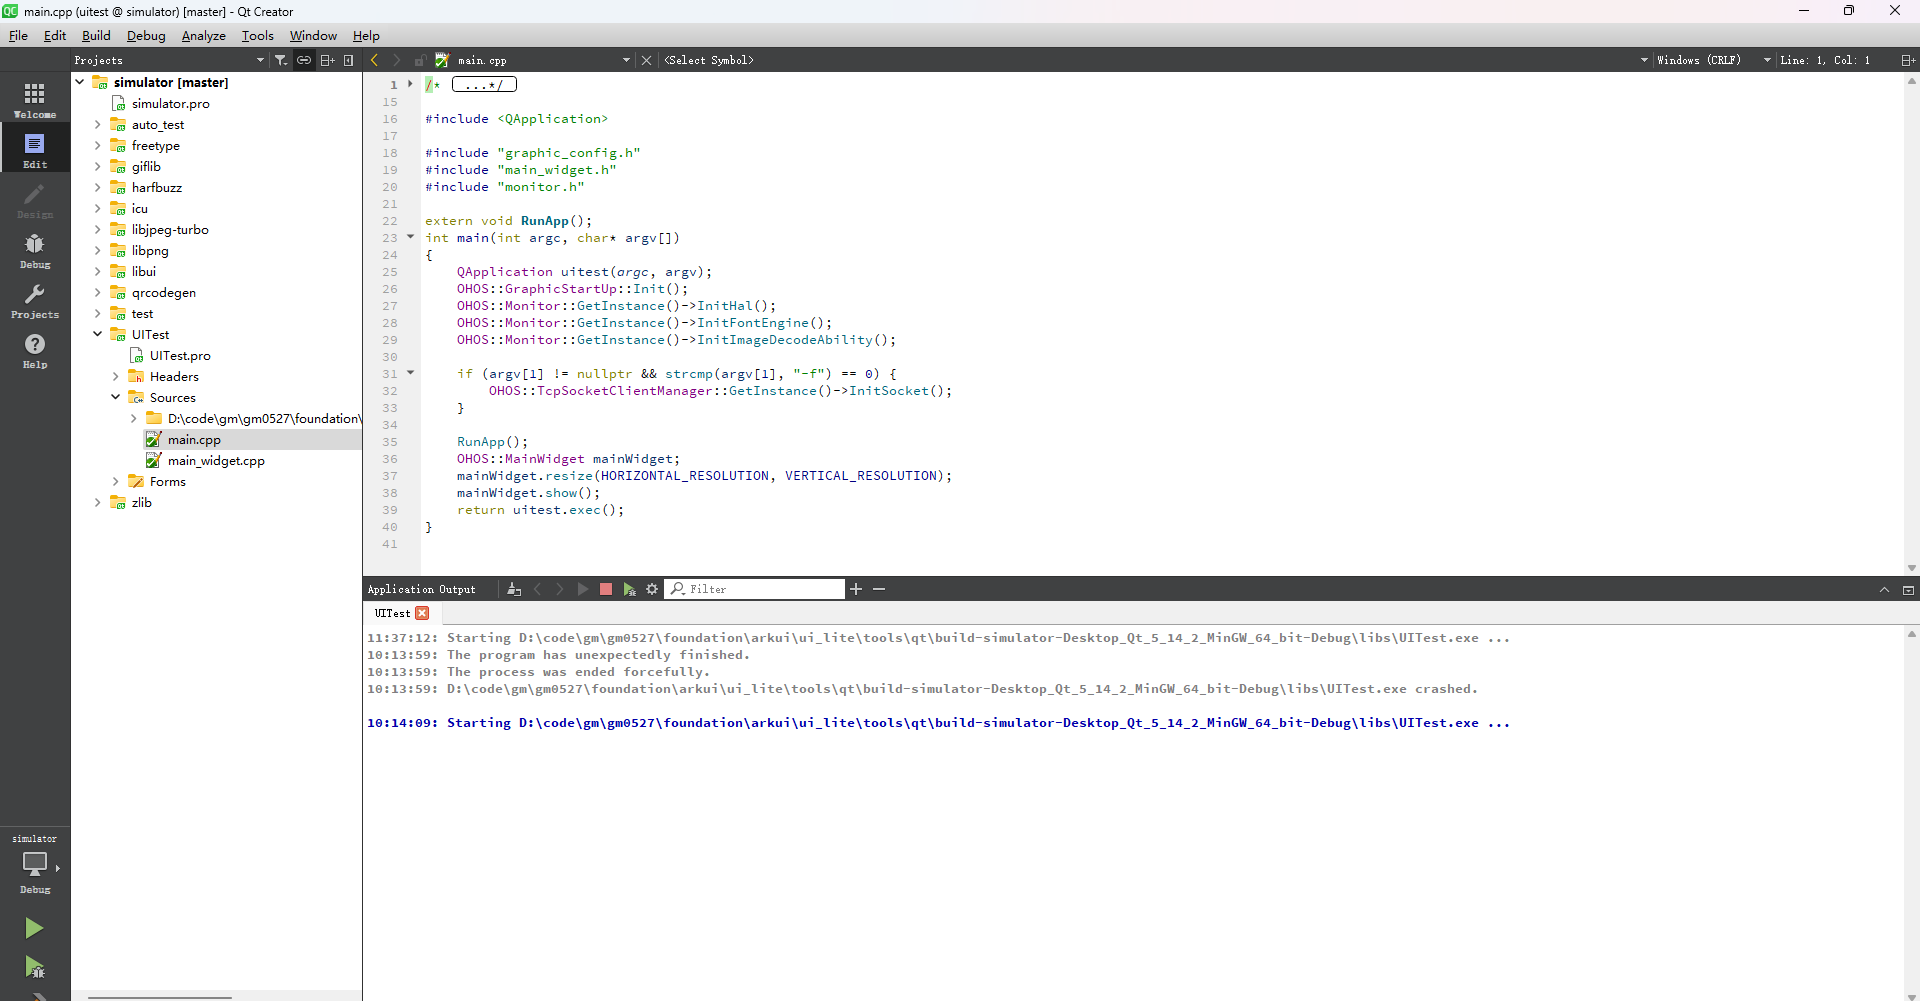 main.cpp (uitest @ simulator) [master] - Qt Creator
File Edit Build Debug Analyze Tools Window Help
Projects
main.cpp
<Select Symbol>
Windows (CRLF)
Line: 1, Col: 1
Welcome
Edit
Design
Debug
Projects
Help
simulator
Debug
simulator [master]
simulator.pro
auto_test
freetype
giflib
harfbuzz
icu
libjpeg-turbo
libpng
libui
qrcodegen
test
UITest
UITest.pro
Headers
Sources
D:\code\gm\gm0527\foundation\
main.cpp
main_widget.cpp
Forms
zlib
1 /* ...*/
15
16 #include <QApplication>
17
18 #include "graphic_config.h"
19 #include "main_widget.h"
20 #include "monitor.h"
21
22 extern void RunApp();
23 int main(int argc, char* argv[])
24 {
25 QApplication uitest(argc, argv);
26 OHOS::GraphicStartUp::Init();
27 OHOS::Monitor::GetInstance()->InitHal();
28 OHOS::Monitor::GetInstance()->InitFontEngine();
29 OHOS::Monitor::GetInstance()->InitImageDecodeAbility();
30
31 if (argv[1] != nullptr && strcmp(argv[1], "-f") == 0) {
32 OHOS::TcpSocketClientManager::GetInstance()->InitSocket();
33 }
34
35 RunApp();
36 OHOS::MainWidget mainWidget;
37 mainWidget.resize(HORIZONTAL_RESOLUTION, VERTICAL_RESOLUTION);
38 mainWidget.show();
39 return uitest.exec();
40 }
41
Application Output
Filter
UITest
11:37:12: Starting D:\code\gm\gm0527\foundation\arkui\ui_lite\tools\qt\build-simulator-Desktop_Qt_5_14_2_MinGW_64_bit-Debug\libs\UITest.exe ...
10:13:59: The program has unexpectedly finished.
10:13:59: The process was ended forcefully.
10:13:59: D:\code\gm\gm0527\foundation\arkui\ui_lite\tools\qt\build-simulator-Desktop_Qt_5_14_2_MinGW_64_bit-Debug\libs\UITest.exe crashed.
10:14:09: Starting D:\code\gm\gm0527\foundation\arkui\ui_lite\tools\qt\build-simulator-Desktop_Qt_5_14_2_MinGW_64_bit-Debug\libs\UITest.exe ...